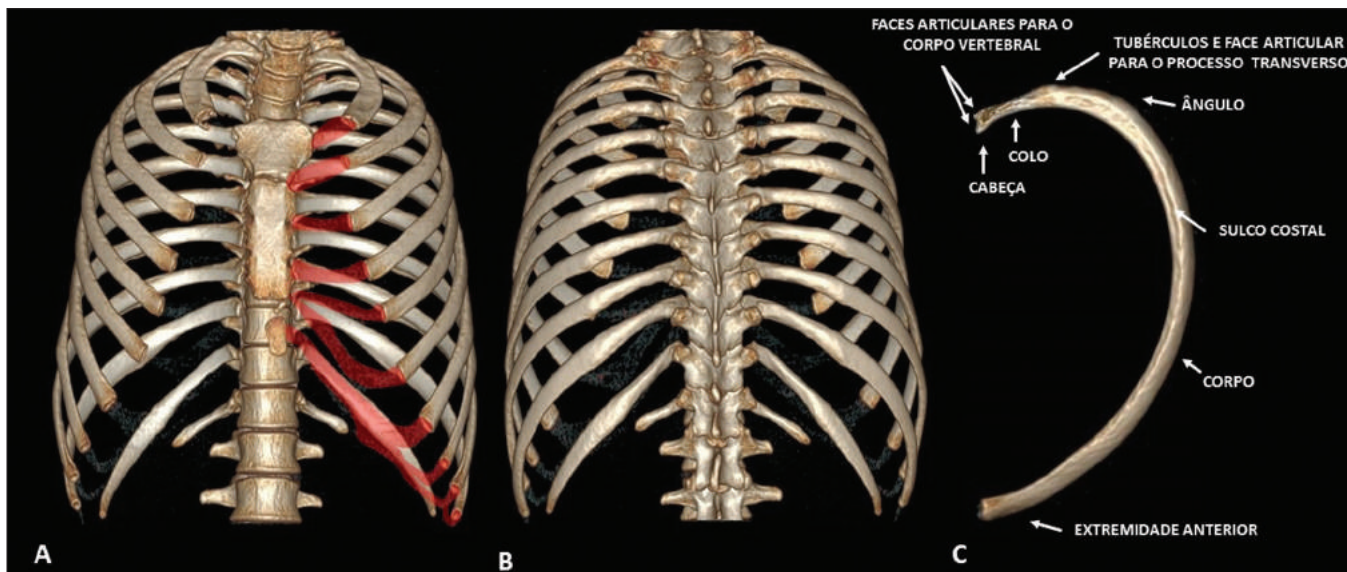 FACES ARTICULARES PARA O
CORPO VERTEBRAL
TUBÉRCULOS E FACE ARTICULAR
PARA O PROCESSO TRANSVERSO
ÂNGULO
COLO
CABEÇA
SULCO COSTAL
CORPO
EXTREMIDADE ANTERIOR
A
B
C